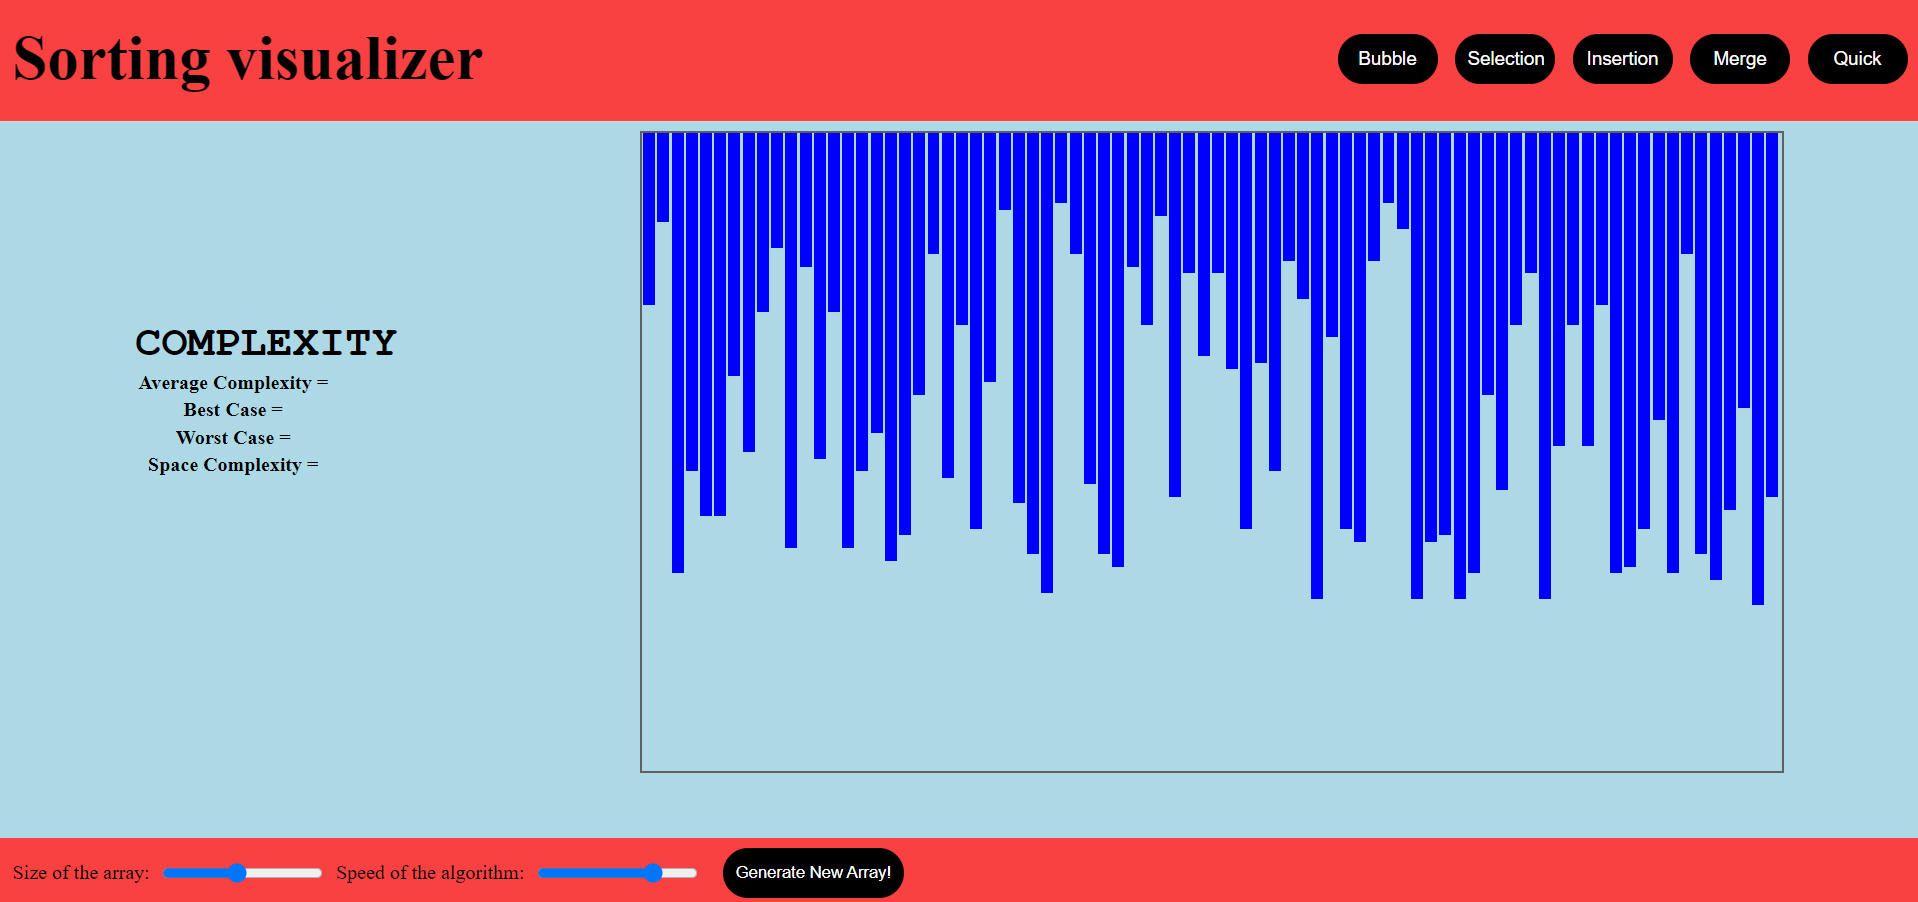 Sorting visualizer
Bubble Selection Insertion Merge Quick
COMPLEXITY
Average Complexity =
Best Case =
Worst Case =
Space Complexity =
Size of the array: Speed of the algorithm: Generate New Array!